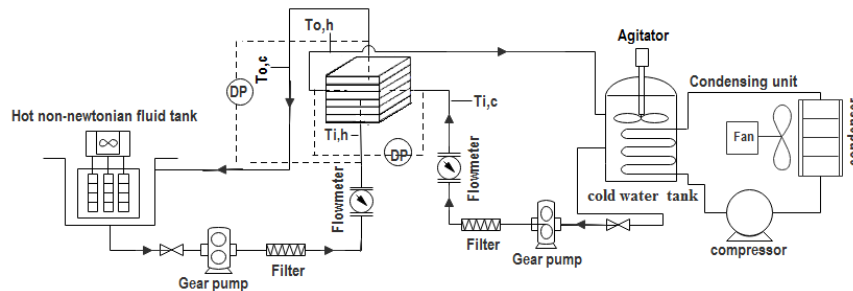 To,h
Agitator
To,c
DP
Condensing unit
Hot non-newtonian fluid tank
Ti,c
Ti,h
Fan
condenser
DP
Flowmeter
Flowmeter
cold water tank
Filter
Gear pump
compressor
Gear pump
Filter